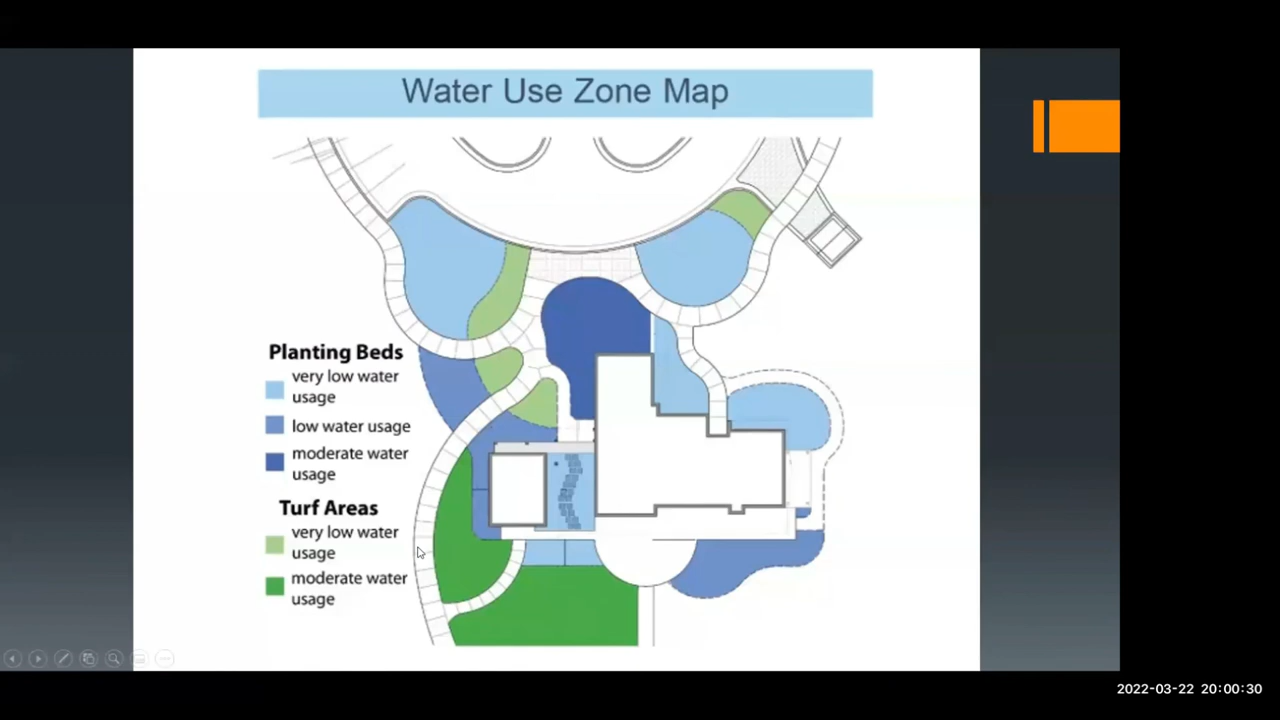 Water Use Zone Map
Planting Beds
very low water
usage
low water usage
moderate water
usage
Turf Areas
very low water
usage
moderate water
usage
2022-03-22 20:00:30